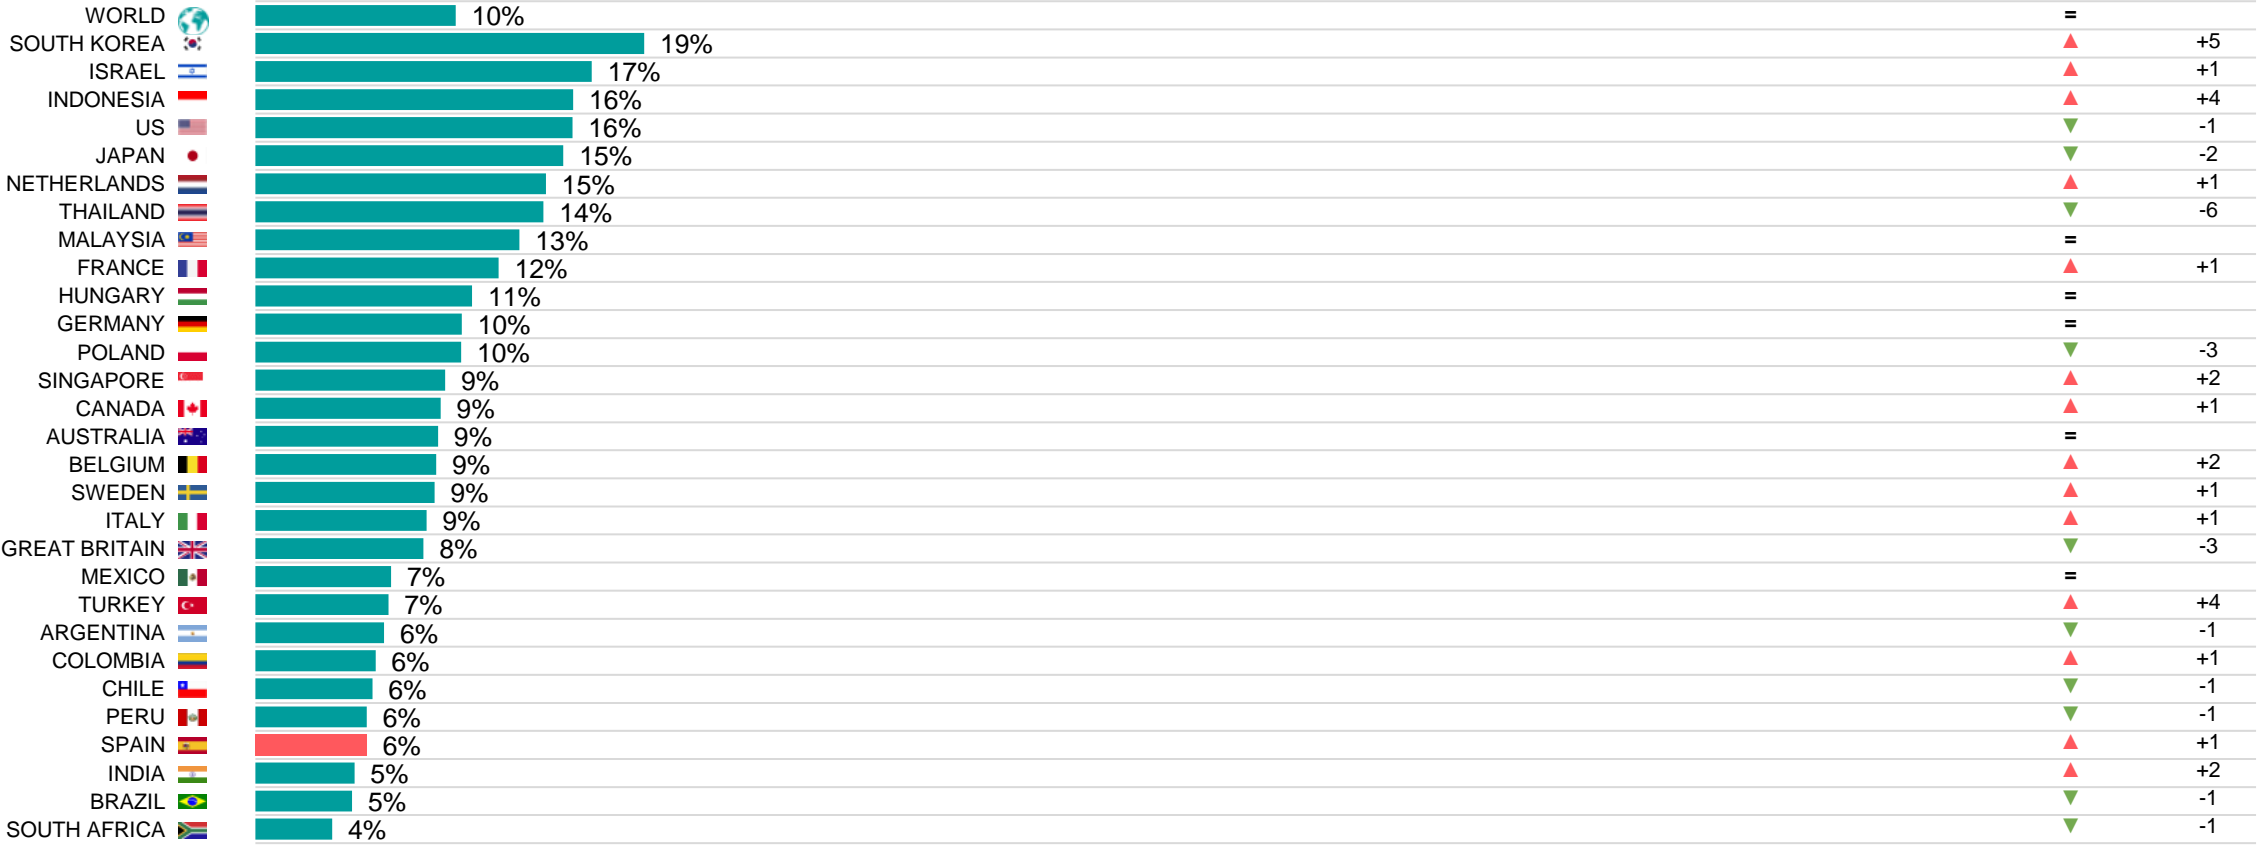 WORLD 10% =
SOUTH KOREA 19% ▲ +5
ISRAEL 17% ▲ +1
INDONESIA 16% ▲ +4
US 16% ▼ -1
JAPAN 15% ▼ -2
NETHERLANDS 15% ▲ +1
THAILAND 14% ▼ -6
MALAYSIA 13% =
FRANCE 12% ▲ +1
HUNGARY 11% =
GERMANY 10% =
POLAND 10% ▼ -3
SINGAPORE 9% ▲ +2
CANADA 9% ▲ +1
AUSTRALIA 9% =
BELGIUM 9% ▲ +2
SWEDEN 9% ▲ +1
ITALY 9% ▲ +1
GREAT BRITAIN 8% ▼ -3
MEXICO 7% =
TURKEY 7% ▲ +4
ARGENTINA 6% ▼ -1
COLOMBIA 6% ▲ +1
CHILE 6% ▼ -1
PERU 6% ▼ -1
SPAIN 6% ▲ +1
INDIA 5% ▲ +2
BRAZIL 5% ▼ -1
SOUTH AFRICA 4% ▼ -1